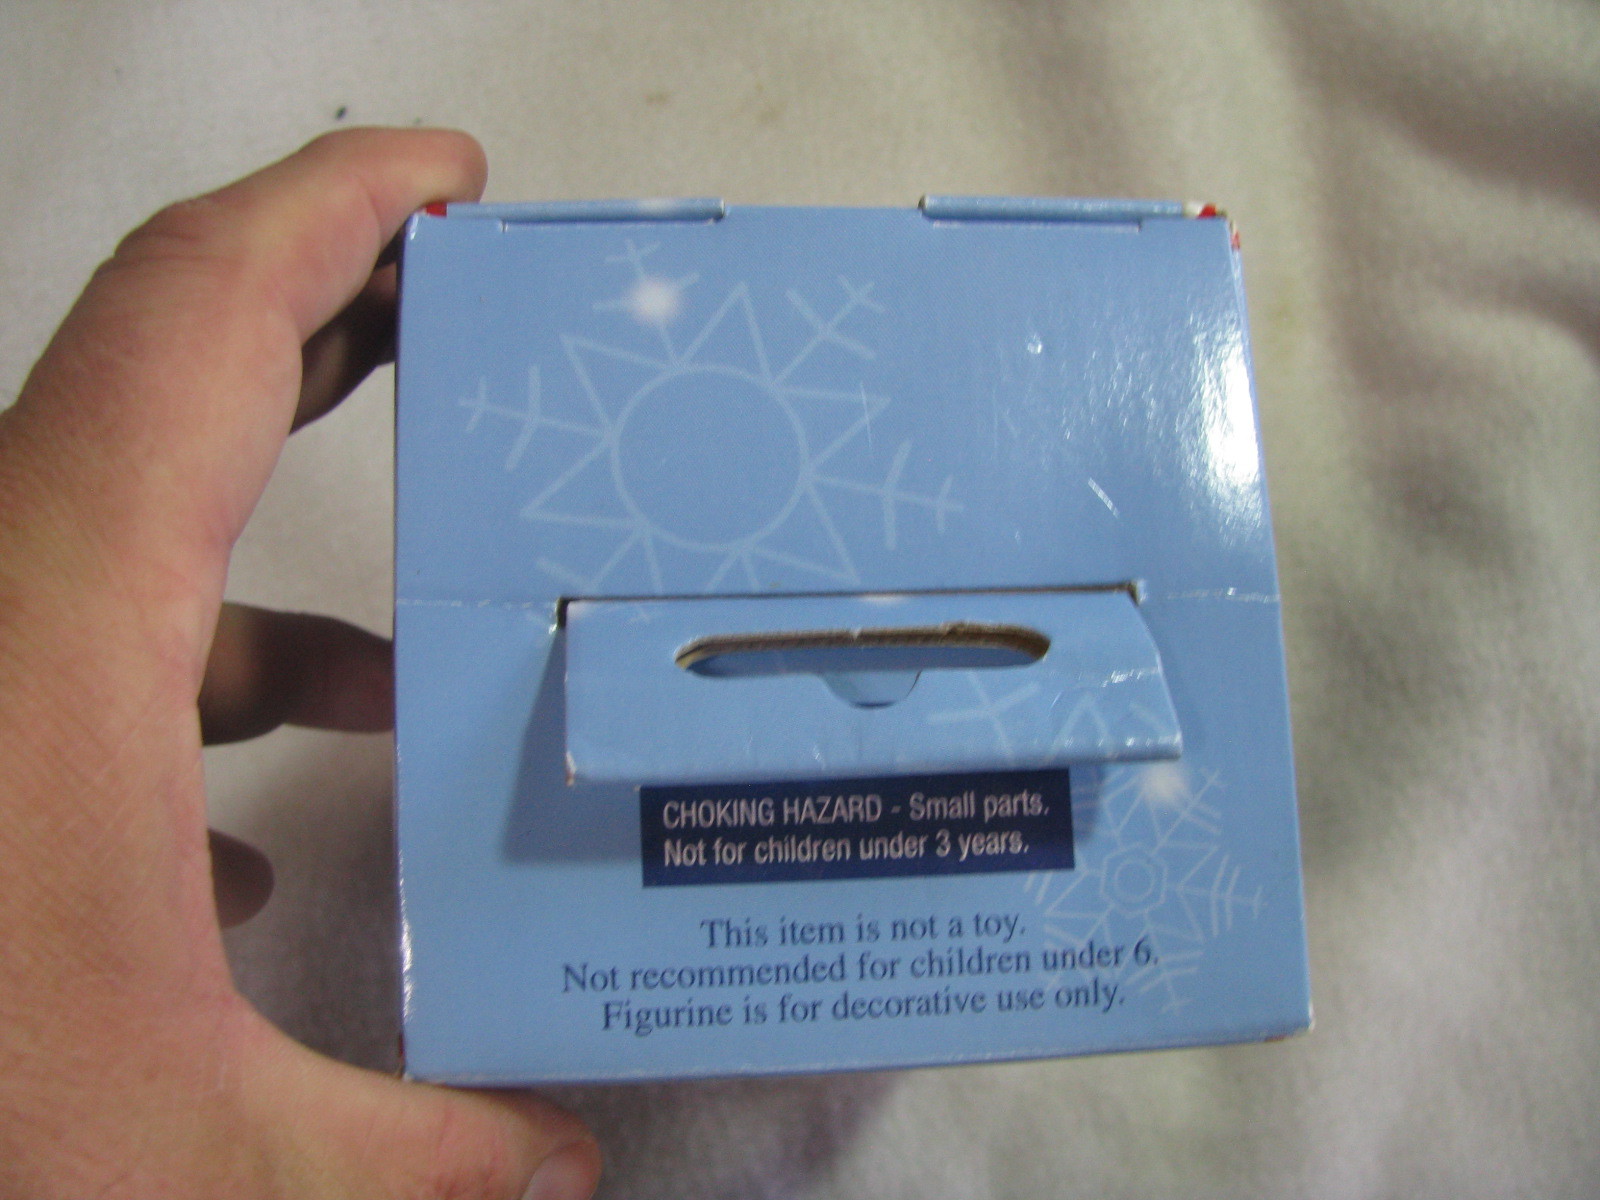 CHOKING HAZARD - Small parts.
Not for children under 3 years.
This item is not a toy.
Not recommended for children under 6.
Figurine is for decorative use only.